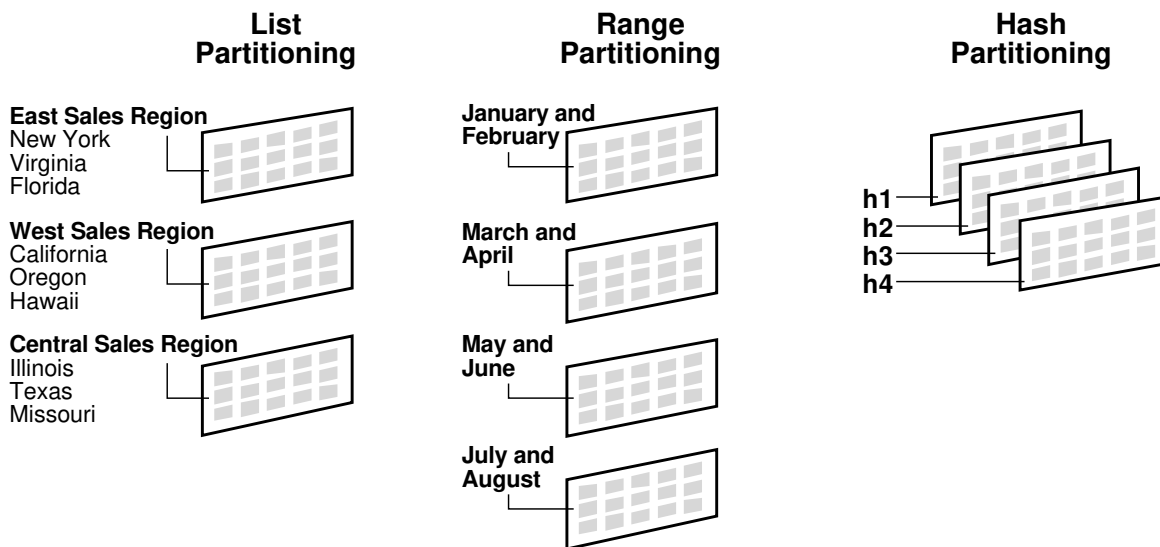 List
Partitioning
East Sales Region
New York
Virginia
Florida
West Sales Region
California
Oregon
Hawaii
Central Sales Region
Illinois
Texas
Missouri
Range
Partitioning
January and
February
March and
April
May and
June
July and
August
Hash
Partitioning
h1
h2
h3
h4